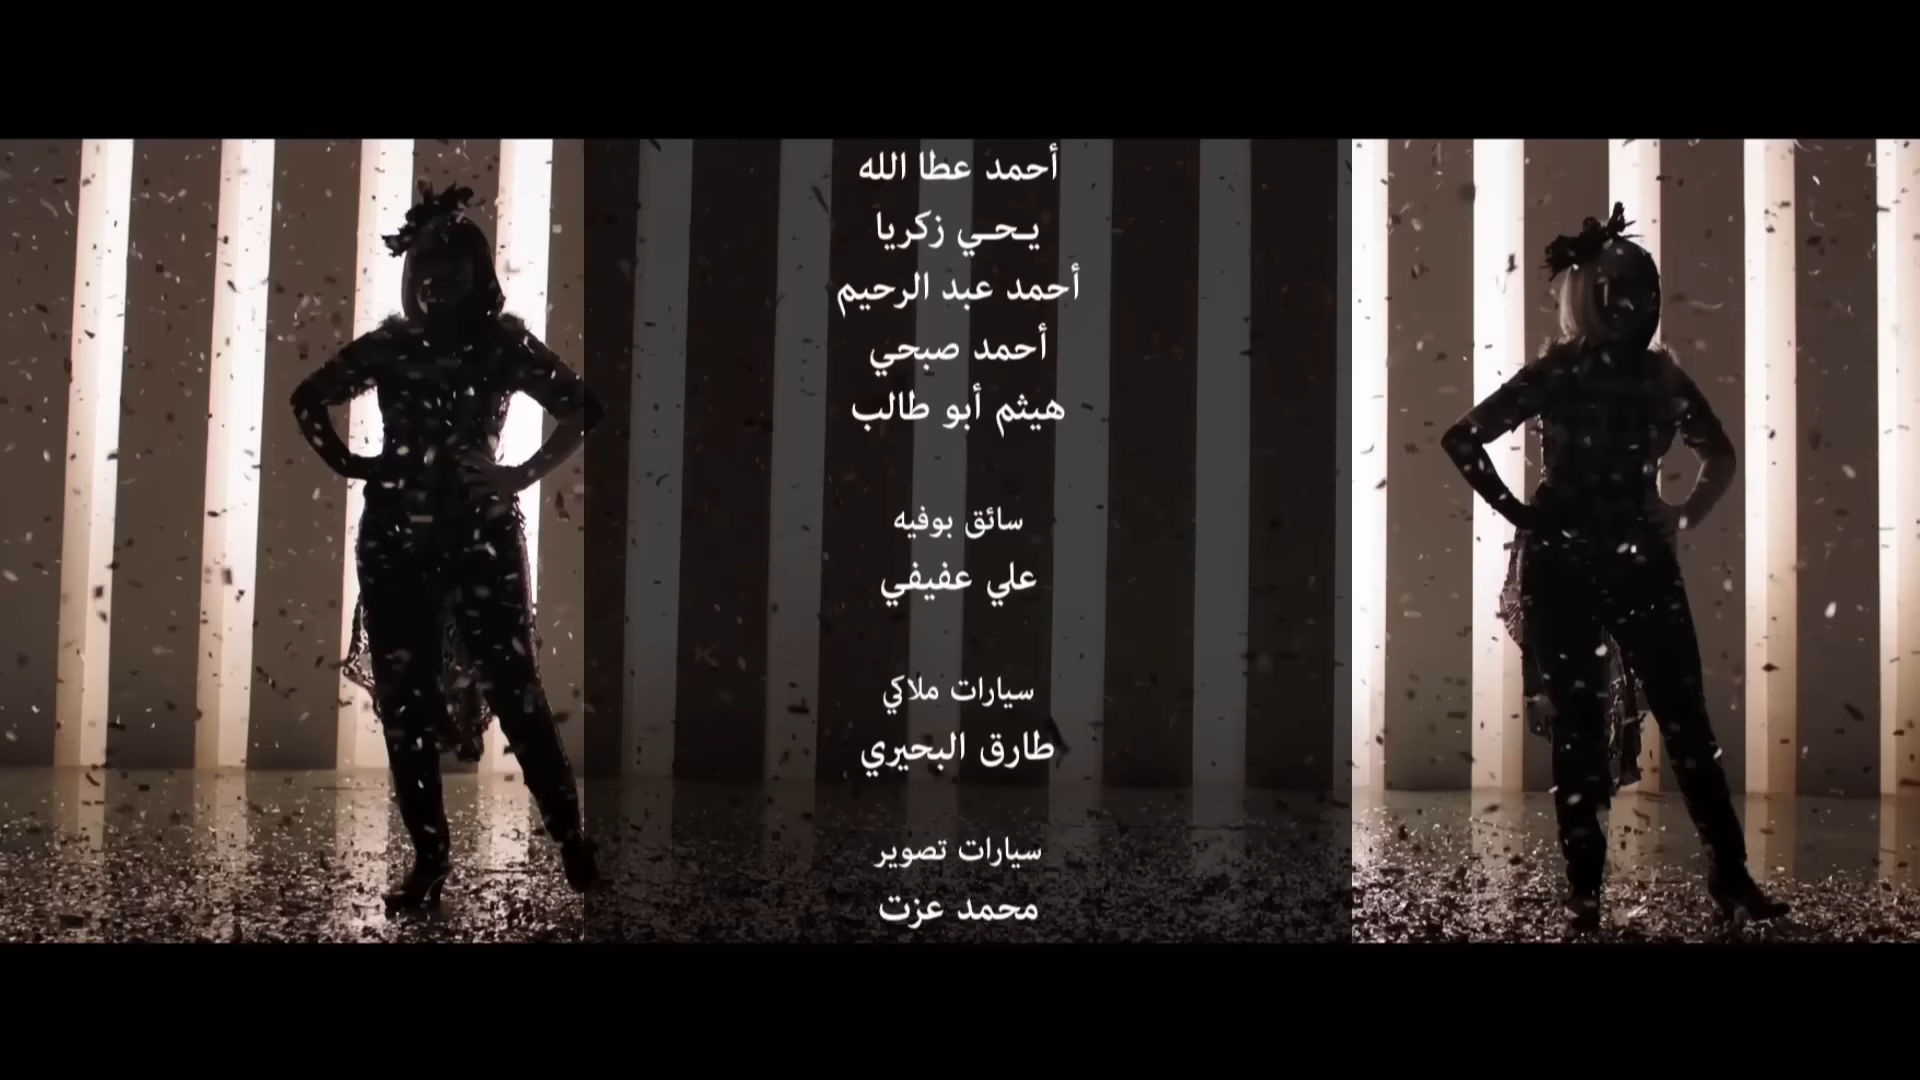 أحمد عطا الله
يحيي زكريا
أحمد عبد الرحيم
أحمد صبحي
هيثم أبو طالب
سائق بوفيه
علي عفيفي
سيارات ملاكي
طارق البحيري
سيارات تصوير
محمد عزت